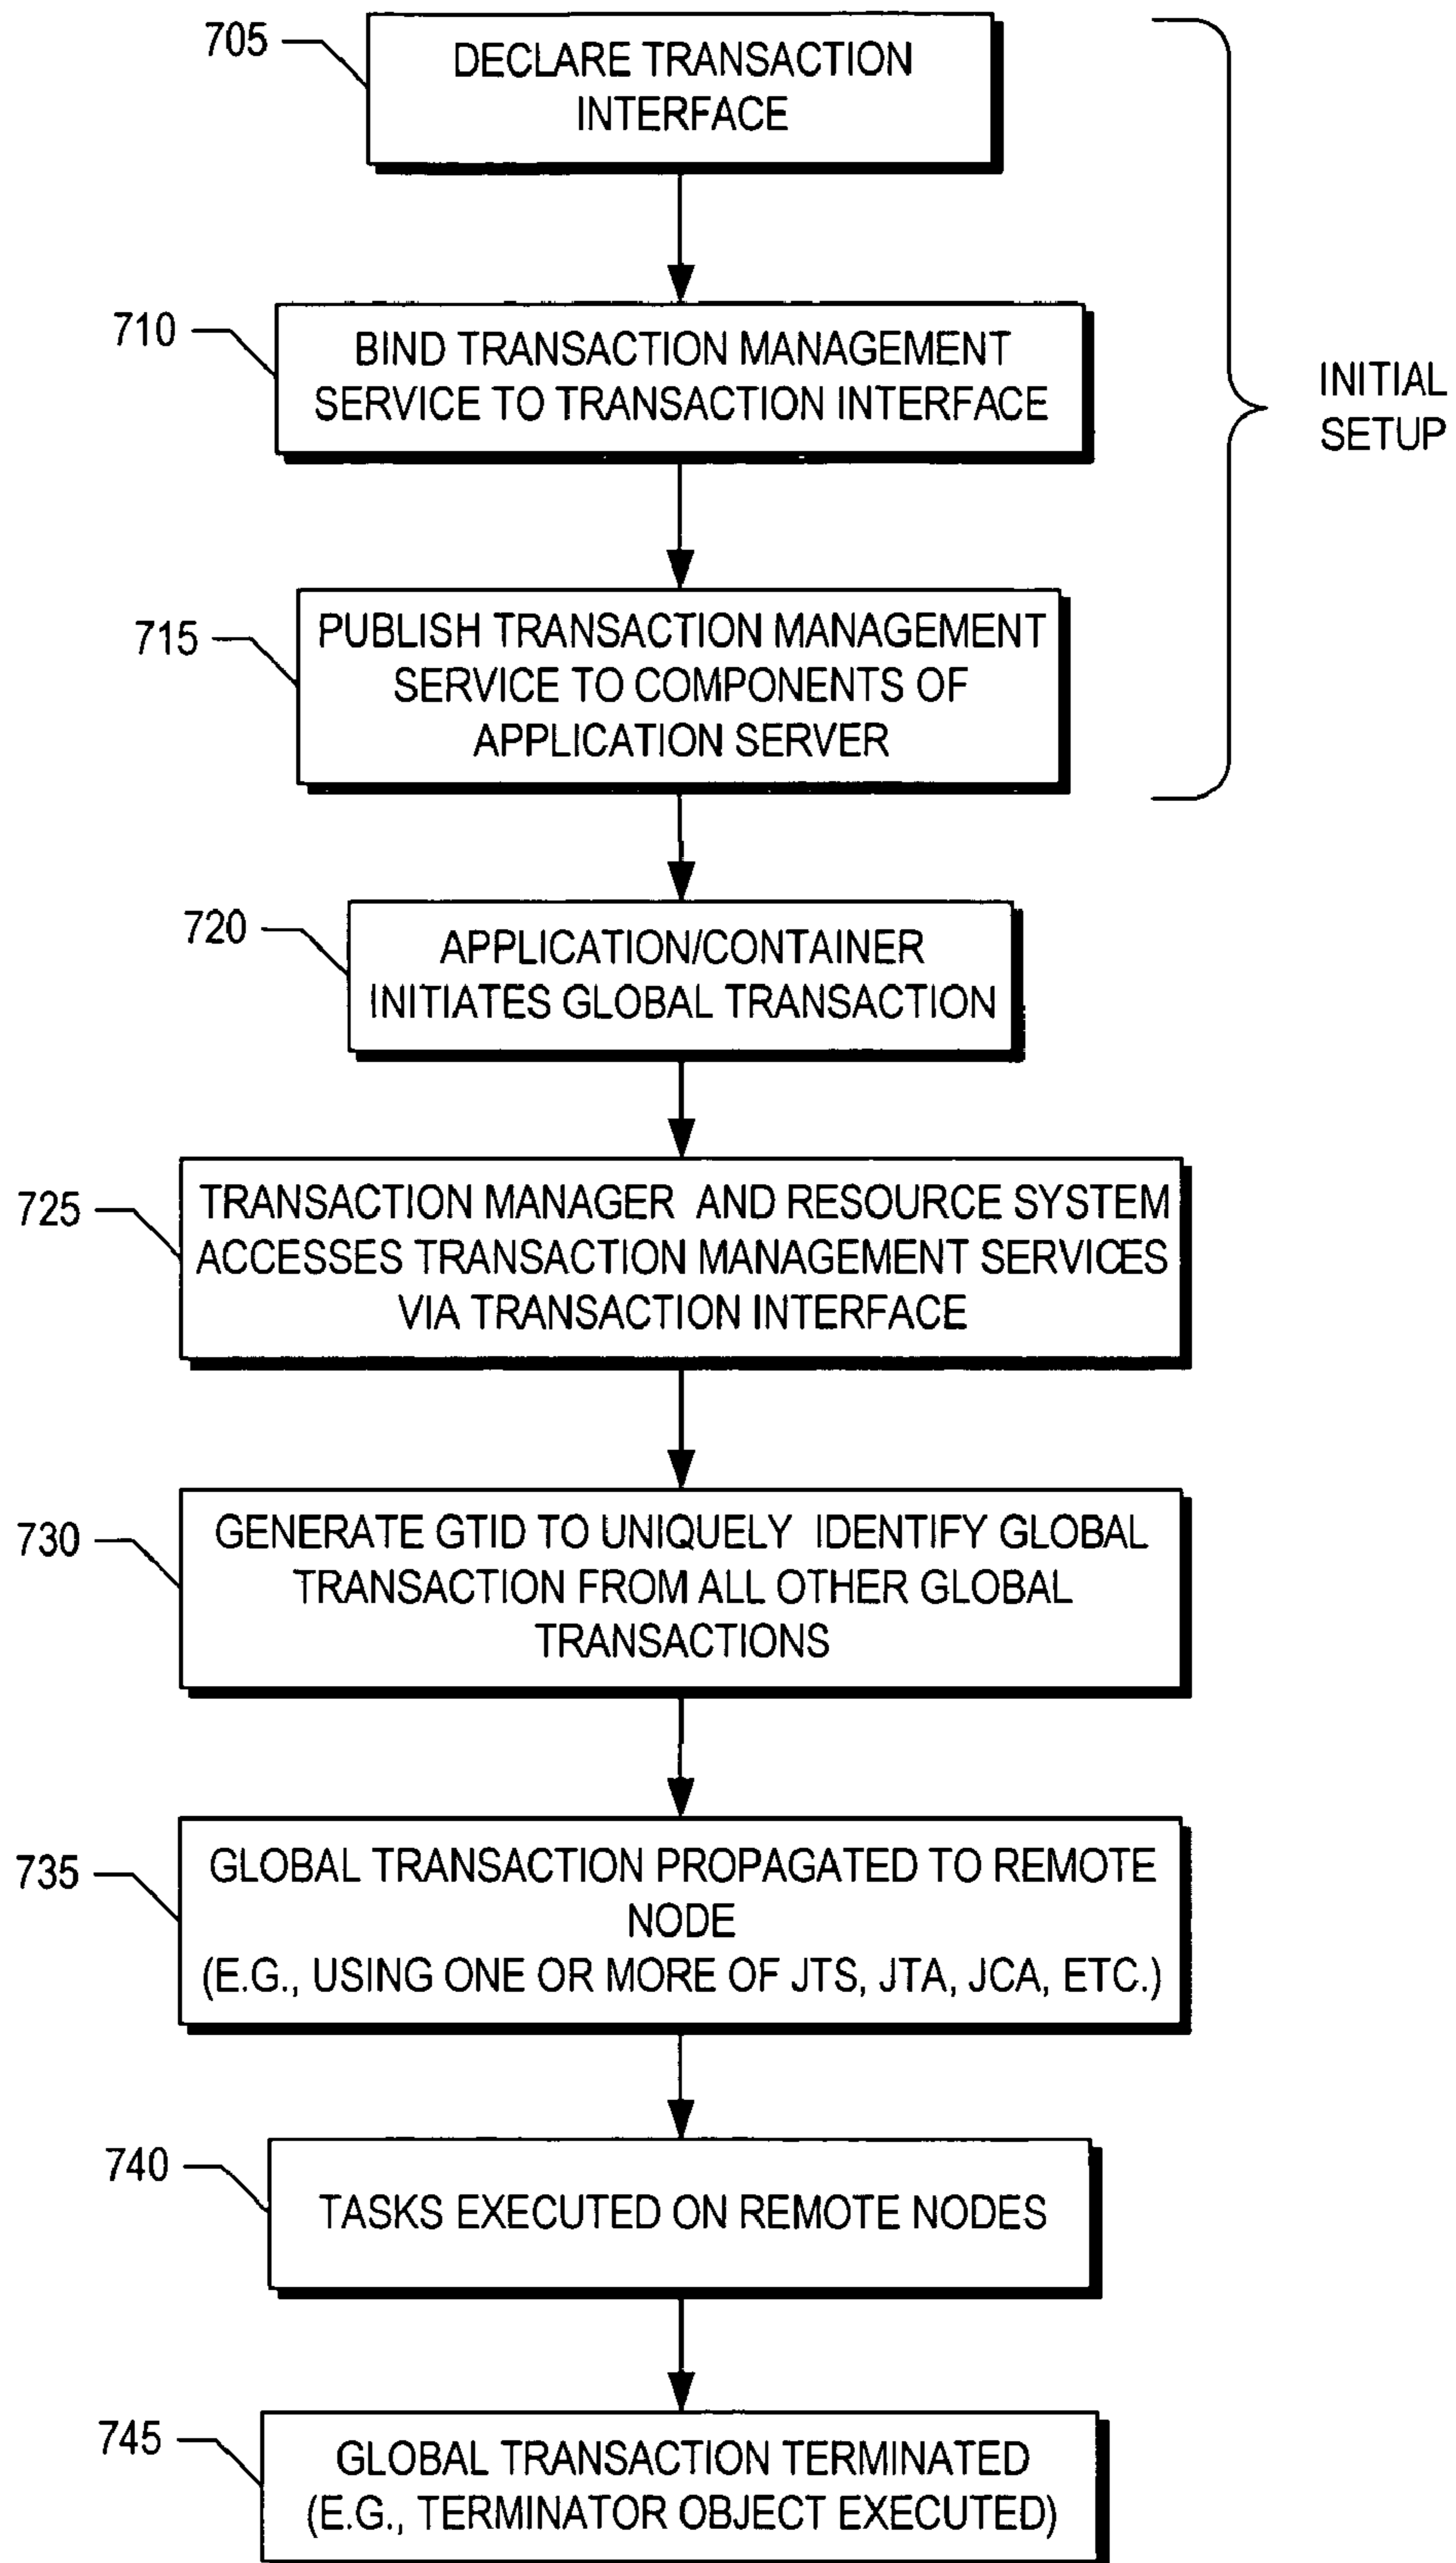 705
DECLARE TRANSACTION
INTERFACE
710
BIND TRANSACTION MANAGEMENT
SERVICE TO TRANSACTION INTERFACE
INITIAL
SETUP
715
PUBLISH TRANSACTION MANAGEMENT
SERVICE TO COMPONENTS OF
APPLICATION SERVER
720
APPLICATION/CONTAINER
INITIATES GLOBAL TRANSACTION
725
TRANSACTION MANAGER AND RESOURCE SYSTEM
ACCESSES TRANSACTION MANAGEMENT SERVICES
VIA TRANSACTION INTERFACE
730
GENERATE GTID TO UNIQUELY IDENTIFY GLOBAL
TRANSACTION FROM ALL OTHER GLOBAL
TRANSACTIONS
735
GLOBAL TRANSACTION PROPAGATED TO REMOTE
NODE
(E.G., USING ONE OR MORE OF JTS, JTA, JCA, ETC.)
740
TASKS EXECUTED ON REMOTE NODES
745
GLOBAL TRANSACTION TERMINATED
(E.G., TERMINATOR OBJECT EXECUTED)